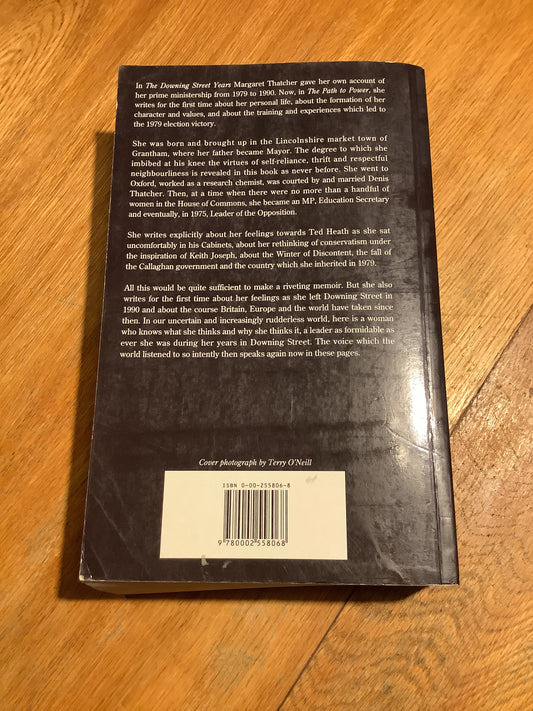 In The Downing Street Years Margaret Thatcher gave her own account of
her prime ministership from 1979 to 1990. Now, in The Path to Power, she
writes for the first time about her personal life, about the formation of her
character and values, and about the training and experiences which led to
the 1979 election victory.
She was born and brought up in the Lincolnshire market town of
Grantham, where her father became Mayor. The degree to which she
imbibed at his knee the virtues of self-reliance, thrift and respectful
neighbourliness is revealed in this book as never before. She went to
Oxford, worked as a research chemist, was courted by and married Denis
Thatcher. Then, at a time when there were no more than a handful of
women in the House of Commons, she became an MP, Education Secretary
and eventually, in 1975, Leader of the Opposition.
She writes explicitly about her feelings towards Ted Heath as she sat
uncomfortably in his Cabinets, about her rethinking of conservatism under
the inspiration of Keith Joseph, about the Winter of Discontent, the fall of
the Callaghan government and the country which she inherited in 1979.
All this would be quite sufficient to make a riveting memoir. But she also
writes for the first time about her feelings as she left Downing Street in
1990 and about the course Britain, Europe and the world have taken since
then. In our uncertain and increasingly rudderless world, here is a woman
who knows what she thinks and why she thinks it, a leader as formidable as
ever she was during her years in Downing Street. The voice which the
world listened to so intently then speaks again now in these pages.
Cover photograph by Terry O'Neill
ISBN 0-00-255806-8
9 780002 558068